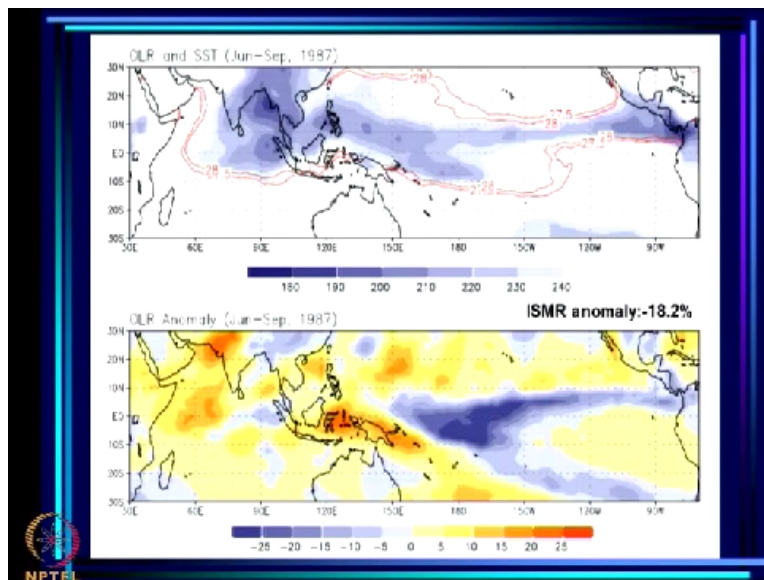 OLR and SST (Jun-Sep, 1987)
30N
20N
10N
EQ
10S
20S
30S
28
27.5
28
28
28
30E 60E 90E 120E 150E 180 150W 120W 90W
180 190 200 210 220 230 240
ISMR anomaly:-18.2%
OLR Anomaly (Jun-Sep, 1987)
30N
20N
10N
EQ
10S
20S
30S
30E 60E 90E 120E 150E 180 150W 120W 90W
-25 -20 -15 -10 -5 0 5 10 15 20 25
NPTEL